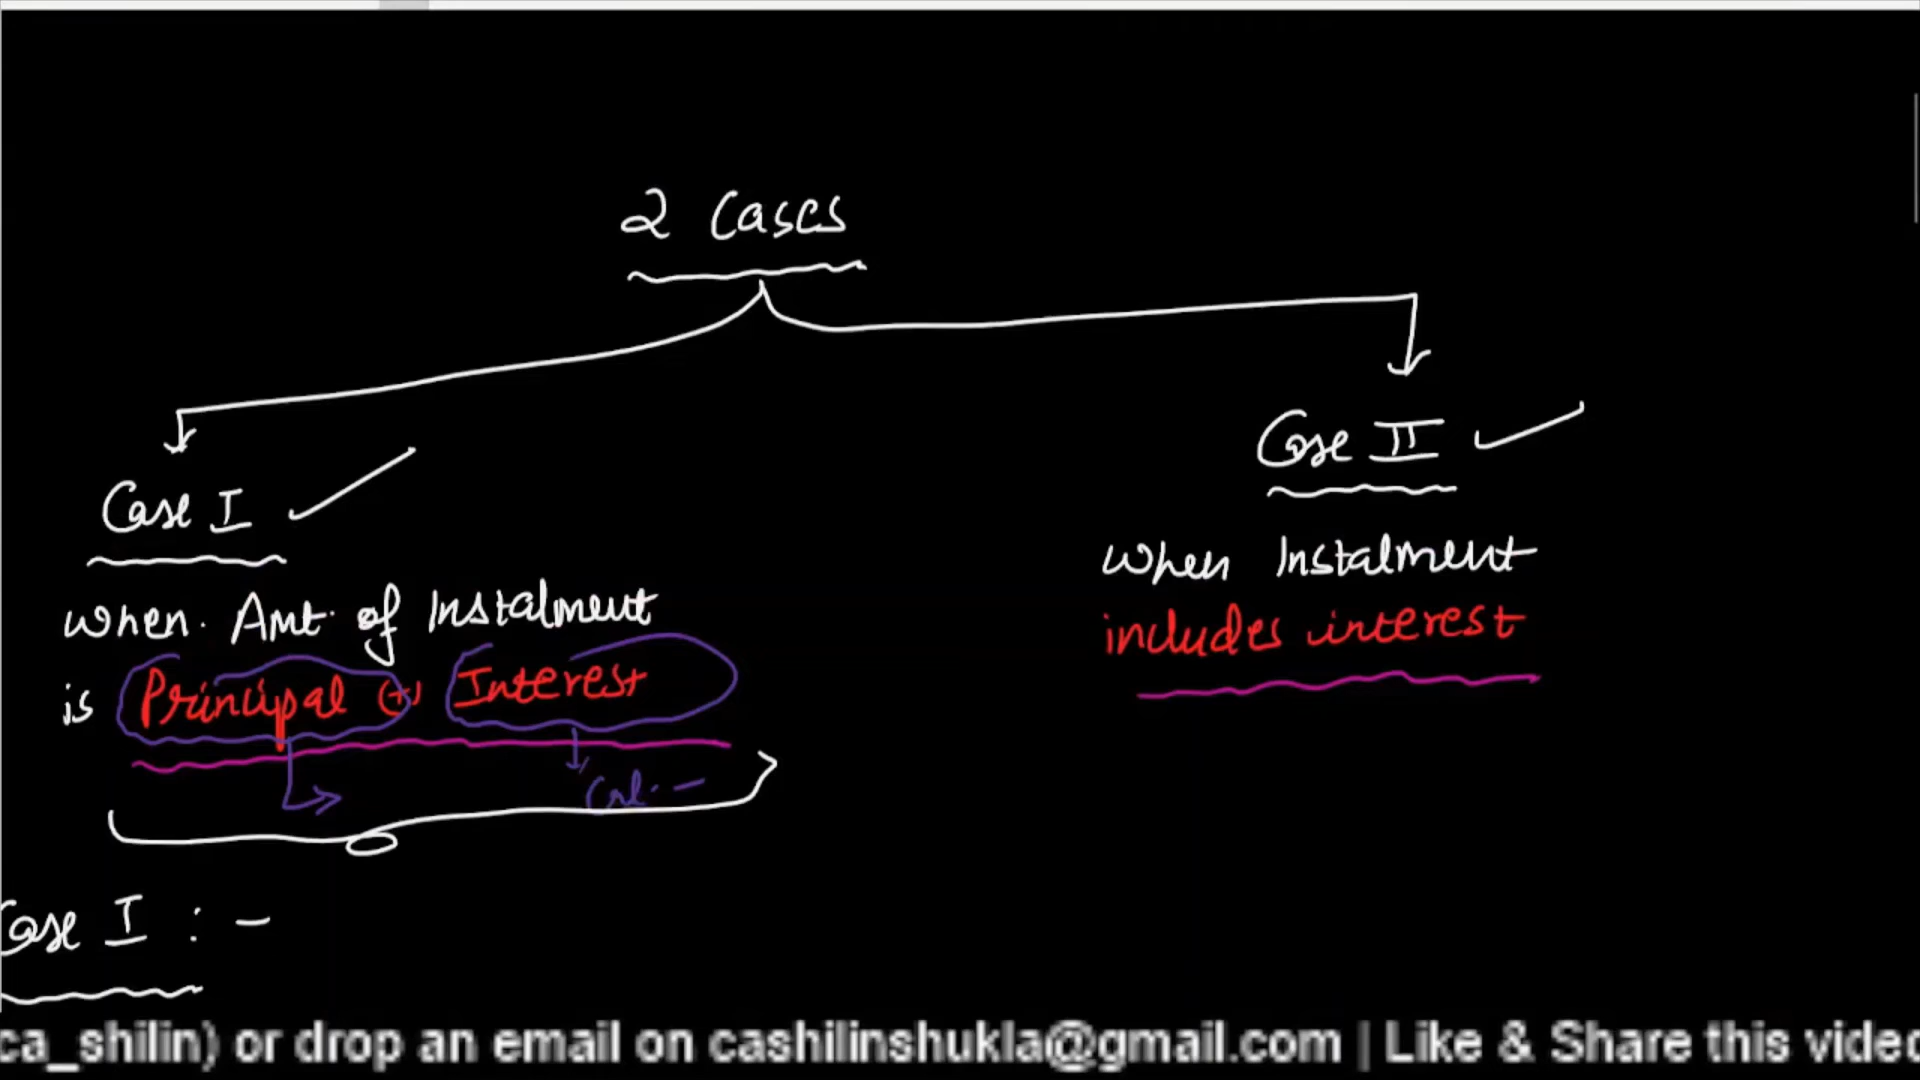 2 Cases
Case I
When Amt. of Instalment
is Principal (+) Interest
Cal. -
Case II
When Instalment
includes interest
Case I : -
ca_shilin) or drop an email on cashilinshukla@gmail.com | Like & Share this video